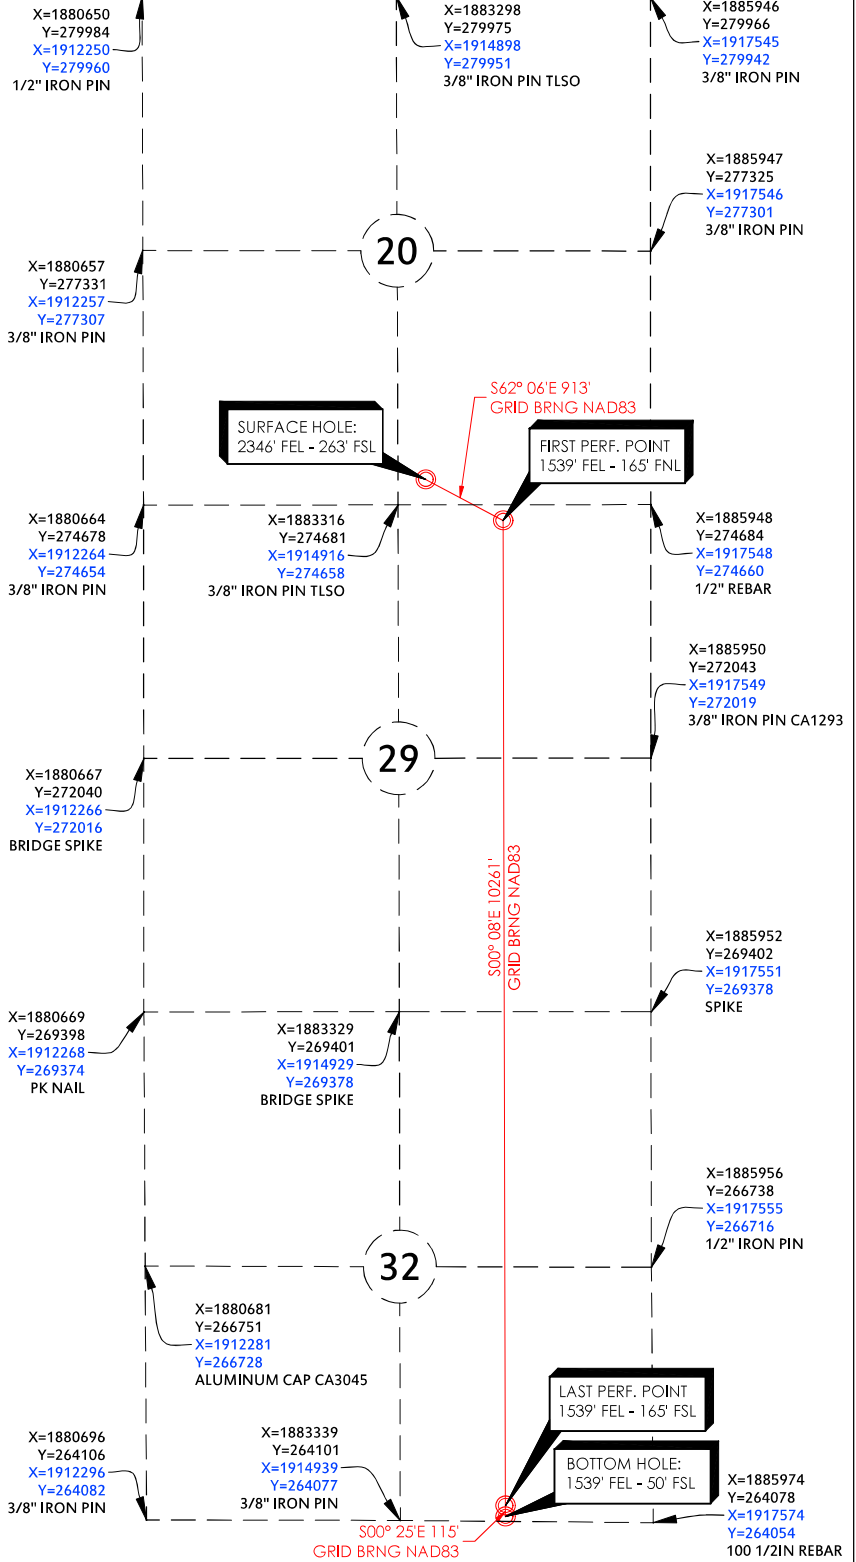 X=1880650
Y=279984
X=1912250
Y=279960
1/2" IRON PIN
X=1883298
Y=279975
X=1914898
Y=279951
3/8" IRON PIN TLSO
X=1885946
Y=279966
X=1917545
Y=279942
3/8" IRON PIN
X=1885947
Y=277325
X=1917546
Y=277301
3/8" IRON PIN
20
X=1880657
Y=277331
X=1912257
Y=277307
3/8" IRON PIN
S62° 06'E 913'
GRID BRNG NAD83
SURFACE HOLE:
2346' FEL - 263' FSL
FIRST PERF. POINT
1539' FEL - 165' FNL
X=1880664
Y=274678
X=1912264
Y=274654
3/8" IRON PIN
X=1883316
Y=274681
X=1914916
Y=274658
3/8" IRON PIN TLSO
X=1885948
Y=274684
X=1917548
Y=274660
1/2" REBAR
X=1885950
Y=272043
X=1917549
Y=272019
3/8" IRON PIN CA1293
29
X=1880667
Y=272040
X=1912266
Y=272016
BRIDGE SPIKE
S00° 08'E 10261'
GRID BRNG NAD83
X=1885952
Y=269402
X=1917551
Y=269378
SPIKE
X=1880669
Y=269398
X=1912268
Y=269374
PK NAIL
X=1883329
Y=269401
X=1914929
Y=269378
BRIDGE SPIKE
X=1885956
Y=266738
X=1917555
Y=266716
1/2" IRON PIN
32
X=1880681
Y=266751
X=1912281
Y=266728
ALUMINUM CAP CA3045
LAST PERF. POINT
1539' FEL - 165' FSL
BOTTOM HOLE:
1539' FEL - 50' FSL
X=1880696
Y=264106
X=1912296
Y=264082
3/8" IRON PIN
X=1883339
Y=264101
X=1914939
Y=264077
3/8" IRON PIN
X=1885974
Y=264078
X=1917574
Y=264054
100 1/2IN REBAR
S00° 25'E 115'
GRID BRNG NAD83